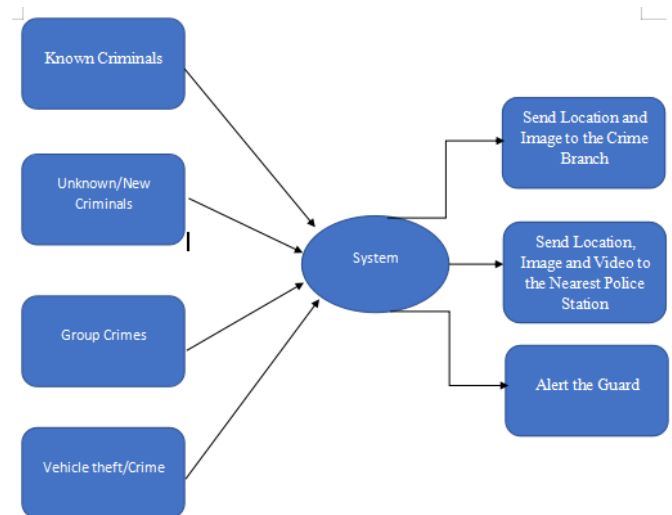 Known Criminals
Unknown/New
Criminals
Group Crimes
Vehicle theft/Crime
System
Send Location and
Image to the Crime
Branch
Send Location,
Image and Video to
the Nearest Police
Station
Alert the Guard